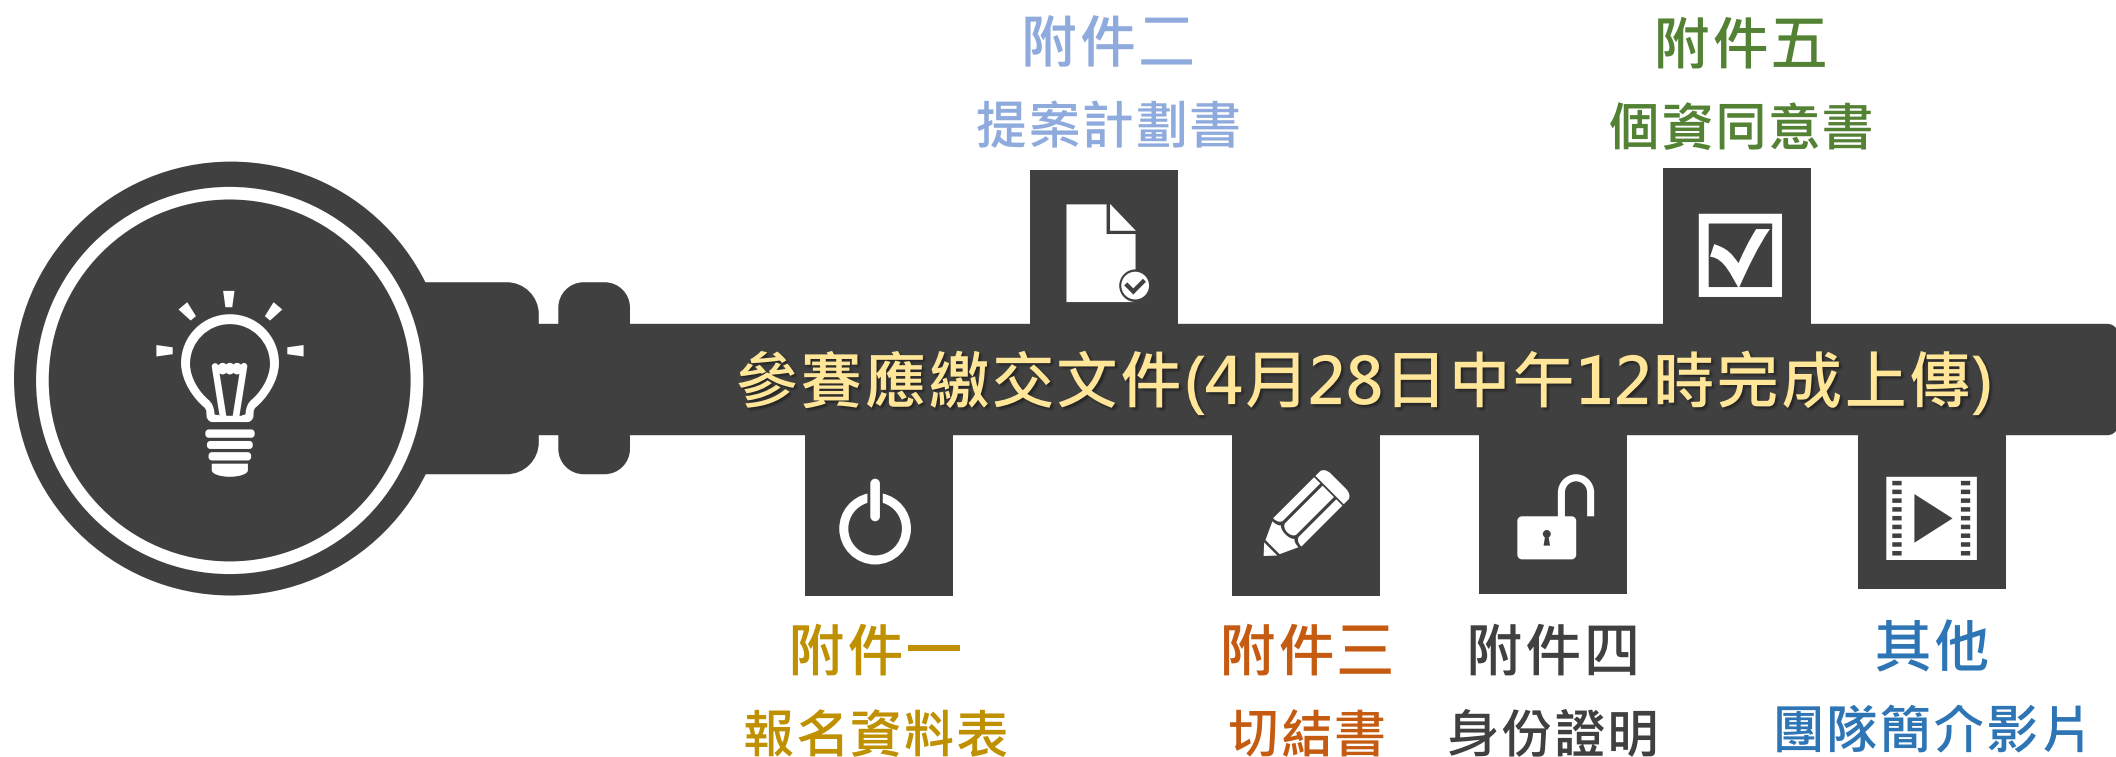 附件二
提案計劃書
附件五
個資同意書
參賽應繳交文件(4月28日中午12時完成上傳)
附件一
報名資料表
附件三
切結書
附件四
身份證明
其他
團隊簡介影片